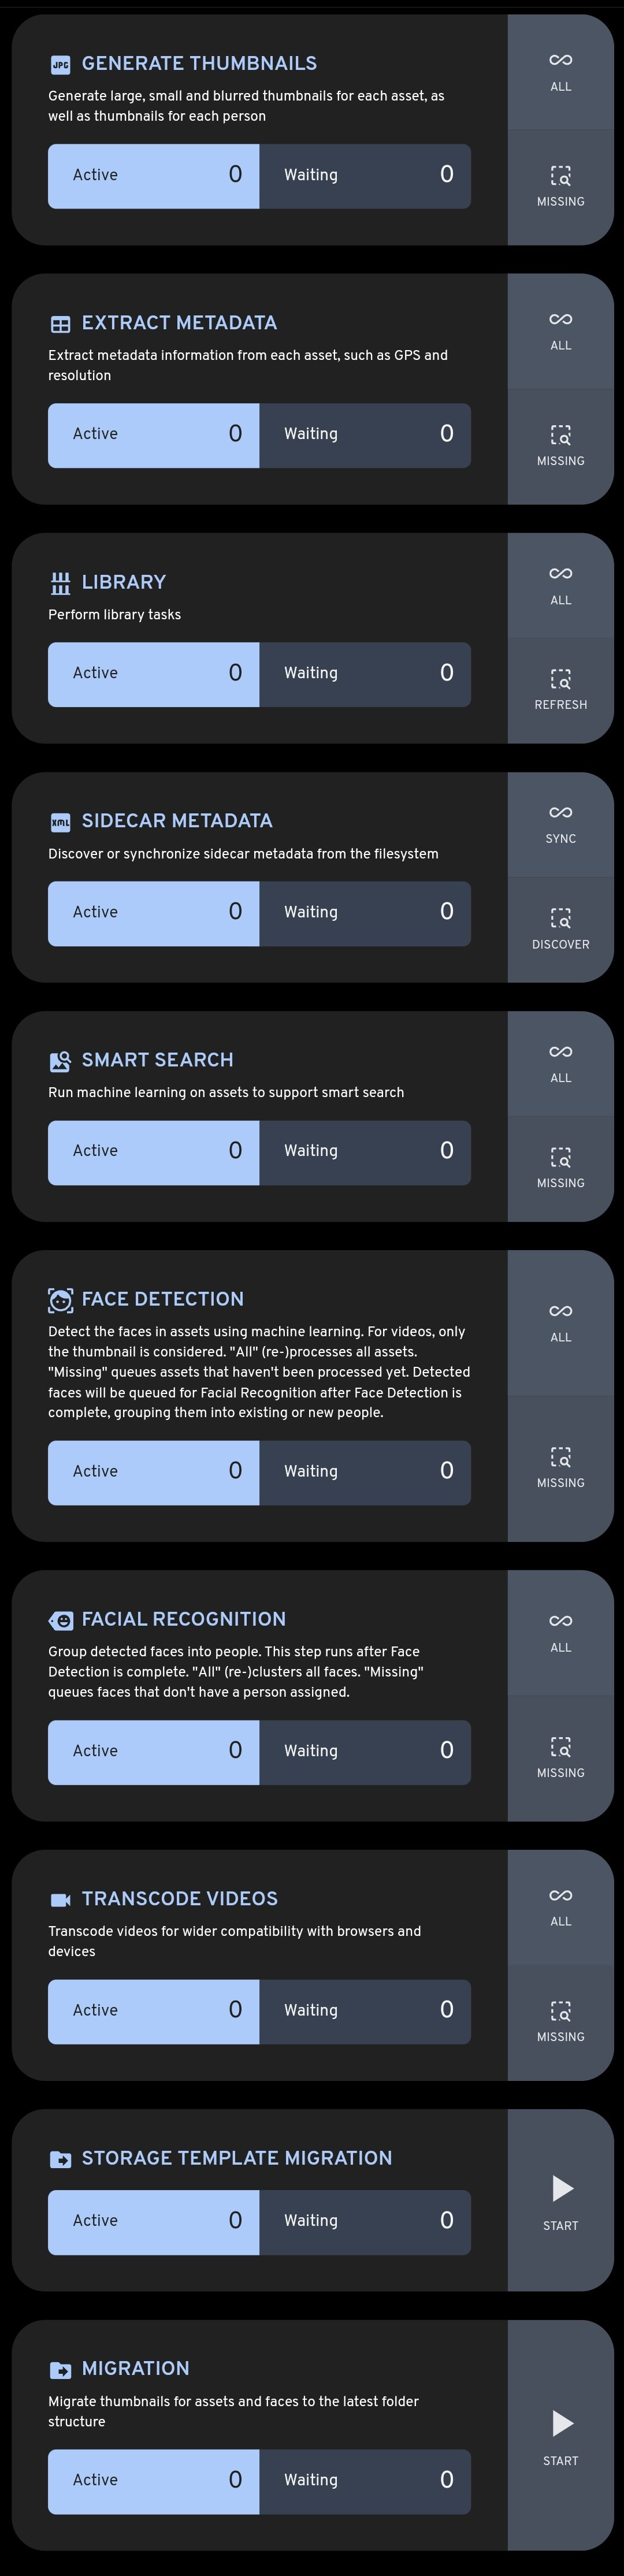 JPG GENERATE THUMBNAILS
Generate large, small and blurred thumbnails for each asset, as
well as thumbnails for each person
Active 0 Waiting 0
ALL
MISSING
EXTRACT METADATA
Extract metadata information from each asset, such as GPS and
resolution
Active 0 Waiting 0
ALL
MISSING
LIBRARY
Perform library tasks
Active 0 Waiting 0
ALL
REFRESH
XML SIDECAR METADATA
Discover or synchronize sidecar metadata from the filesystem
Active 0 Waiting 0
SYNC
DISCOVER
SMART SEARCH
Run machine learning on assets to support smart search
Active 0 Waiting 0
ALL
MISSING
FACE DETECTION
Detect the faces in assets using machine learning. For videos, only
the thumbnail is considered. "All" (re-)processes all assets.
"Missing" queues assets that haven't been processed yet. Detected
faces will be queued for Facial Recognition after Face Detection is
complete, grouping them into existing or new people.
Active 0 Waiting 0
ALL
MISSING
FACIAL RECOGNITION
Group detected faces into people. This step runs after Face
Detection is complete. "All" (re-)clusters all faces. "Missing"
queues faces that don't have a person assigned.
Active 0 Waiting 0
ALL
MISSING
TRANSCODE VIDEOS
Transcode videos for wider compatibility with browsers and
devices
Active 0 Waiting 0
ALL
MISSING
STORAGE TEMPLATE MIGRATION
Active 0 Waiting 0
START
MIGRATION
Migrate thumbnails for assets and faces to the latest folder
structure
Active 0 Waiting 0
START